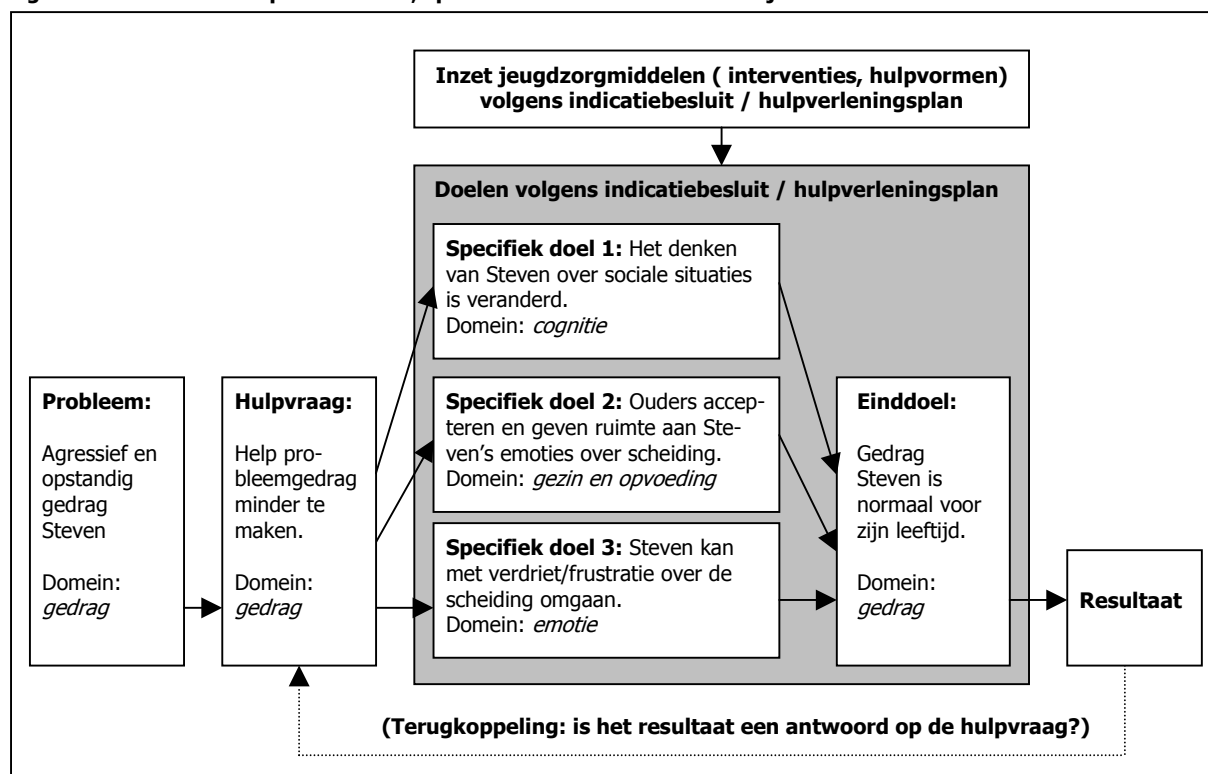 Inzet jeugdzorgmiddelen ( interventies, hulpvormen)
volgens indicatiebesluit / hulpverleningsplan
Doelen volgens indicatiebesluit / hulpverleningsplan
Specifiek doel 1: Het denken
van Steven over sociale situaties
is veranderd.
Domein: cognitie
Probleem:
Agressief en
opstandig
gedrag
Steven
Domein:
gedrag
Hulpvraag:
Help pro-
bleemgedrag
minder te
maken.
Domein:
gedrag
Specifiek doel 2: Ouders accep-
teren en geven ruimte aan Ste-
ven’s emoties over scheiding.
Domein: gezin en opvoeding
Specifiek doel 3: Steven kan
met verdriet/frustratie over de
scheiding omgaan.
Domein: emotie
Einddoel:
Gedrag
Steven is
normaal voor
zijn leeftijd.
Domein:
gedrag
Resultaat
(Terugkoppeling: is het resultaat een antwoord op de hulpvraag?)